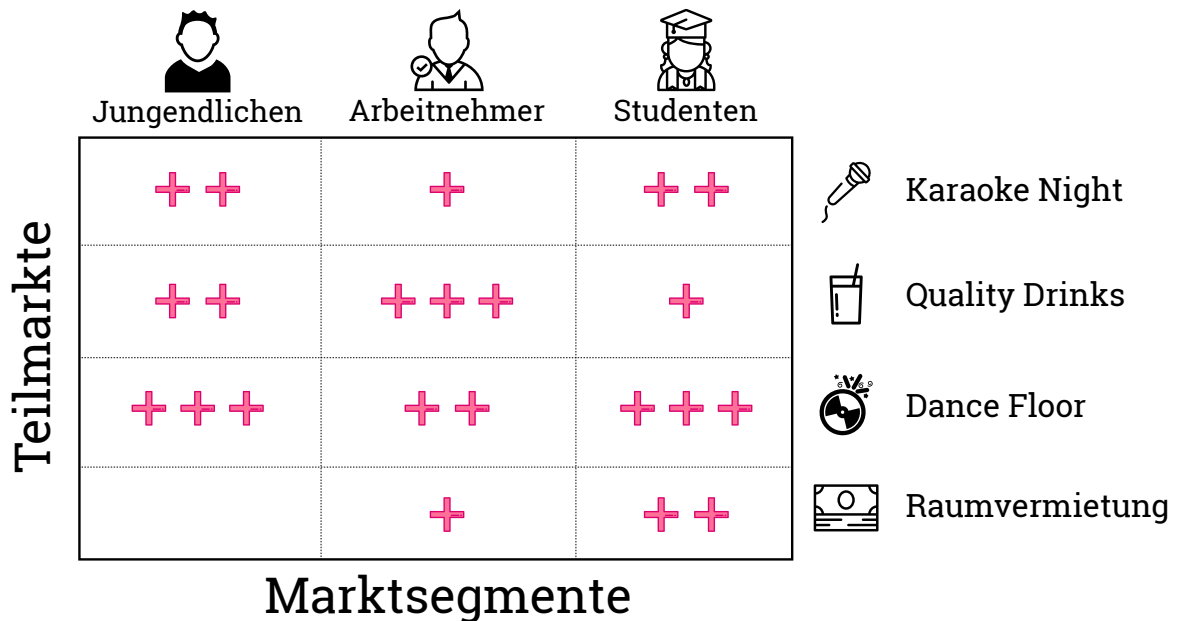 Jungendlichen Arbeitnehmer Studenten
Karaoke Night
Quality Drinks
Dance Floor
Raumvermietung
Teilmarkte
Marktsegmente